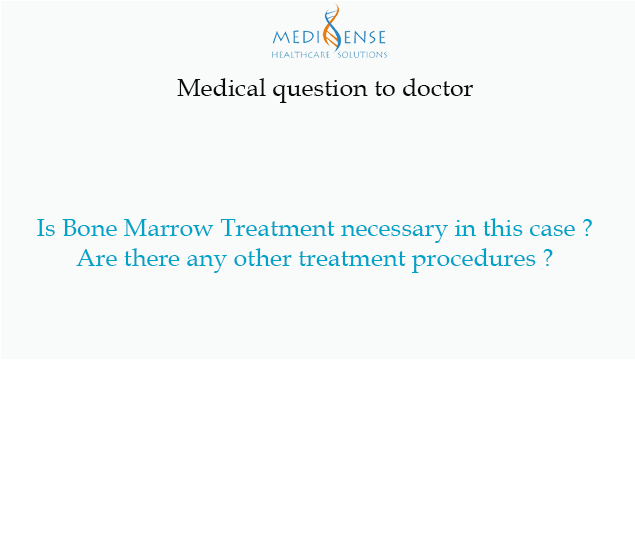 MEDISENSE
HEALTHCARE SOLUTIONS
Medical question to doctor
Is Bone Marrow Treatment necessary in this case ?
Are there any other treatment procedures ?